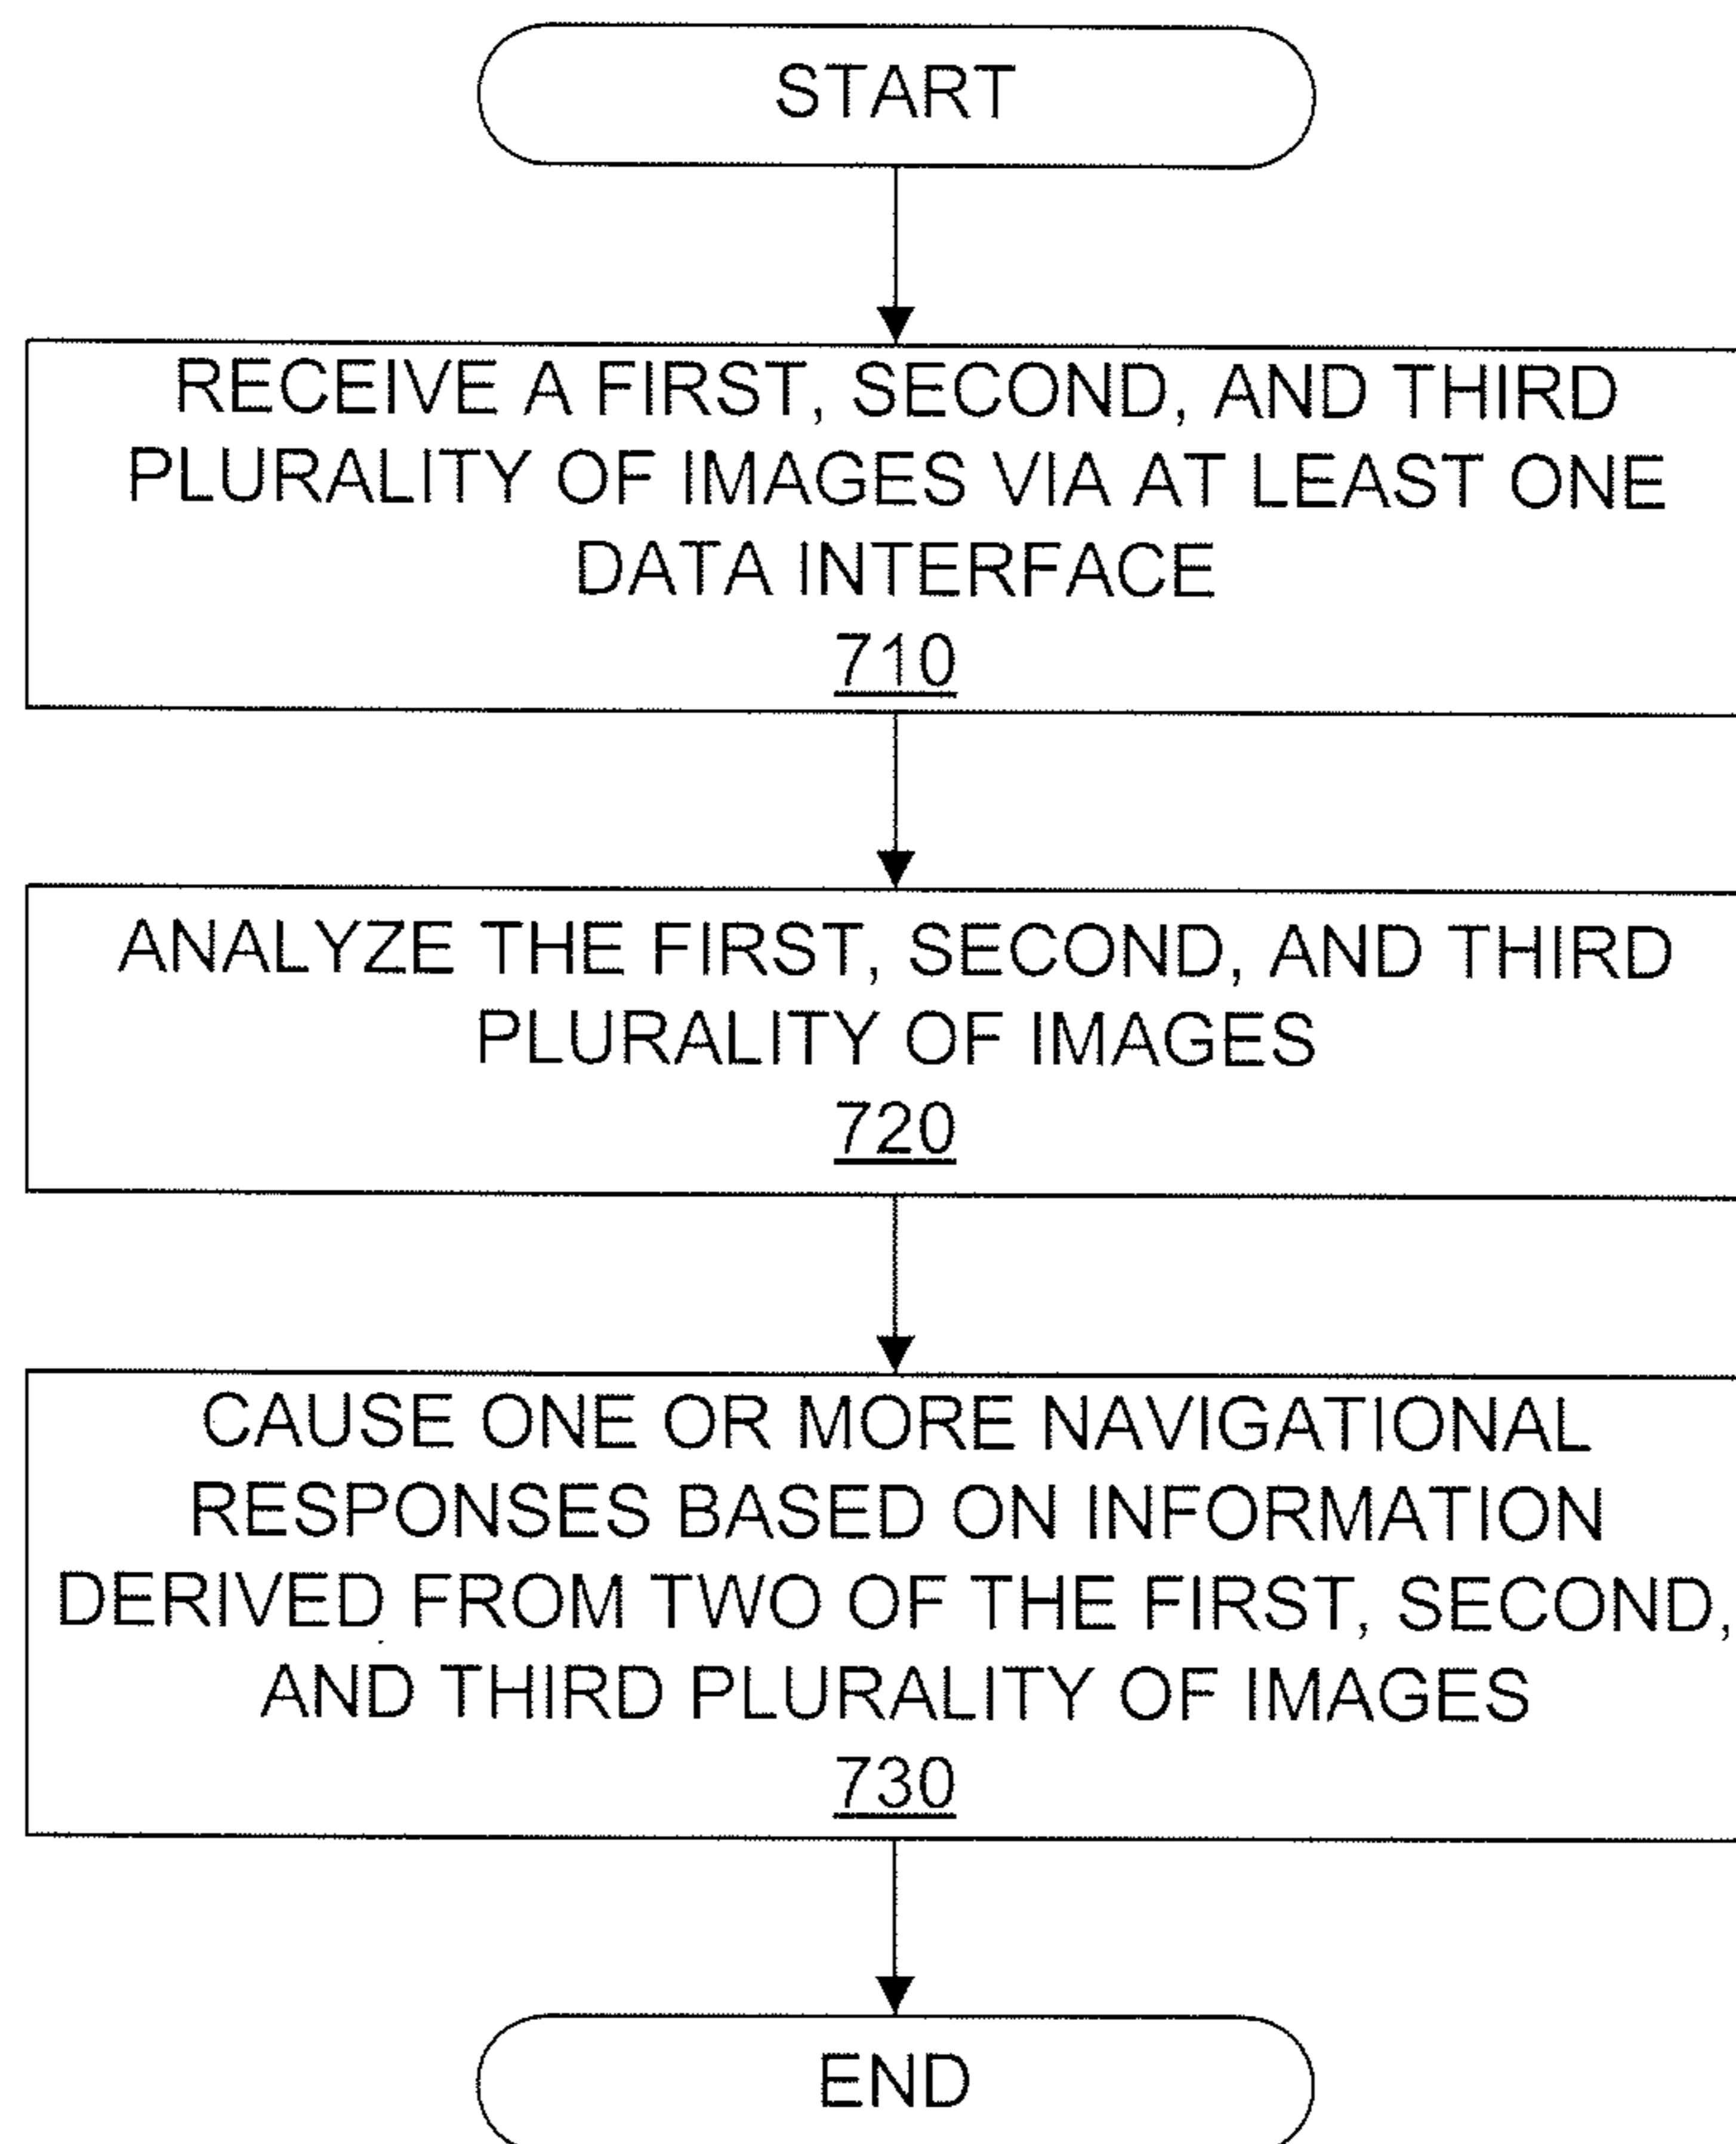 START
RECEIVE A FIRST, SECOND, AND THIRD
PLURALITY OF IMAGES VIA AT LEAST ONE
DATA INTERFACE
710
ANALYZE THE FIRST, SECOND, AND THIRD
PLURALITY OF IMAGES
720
CAUSE ONE OR MORE NAVIGATIONAL
RESPONSES BASED ON INFORMATION
DERIVED FROM TWO OF THE FIRST, SECOND,
AND THIRD PLURALITY OF IMAGES
730
END